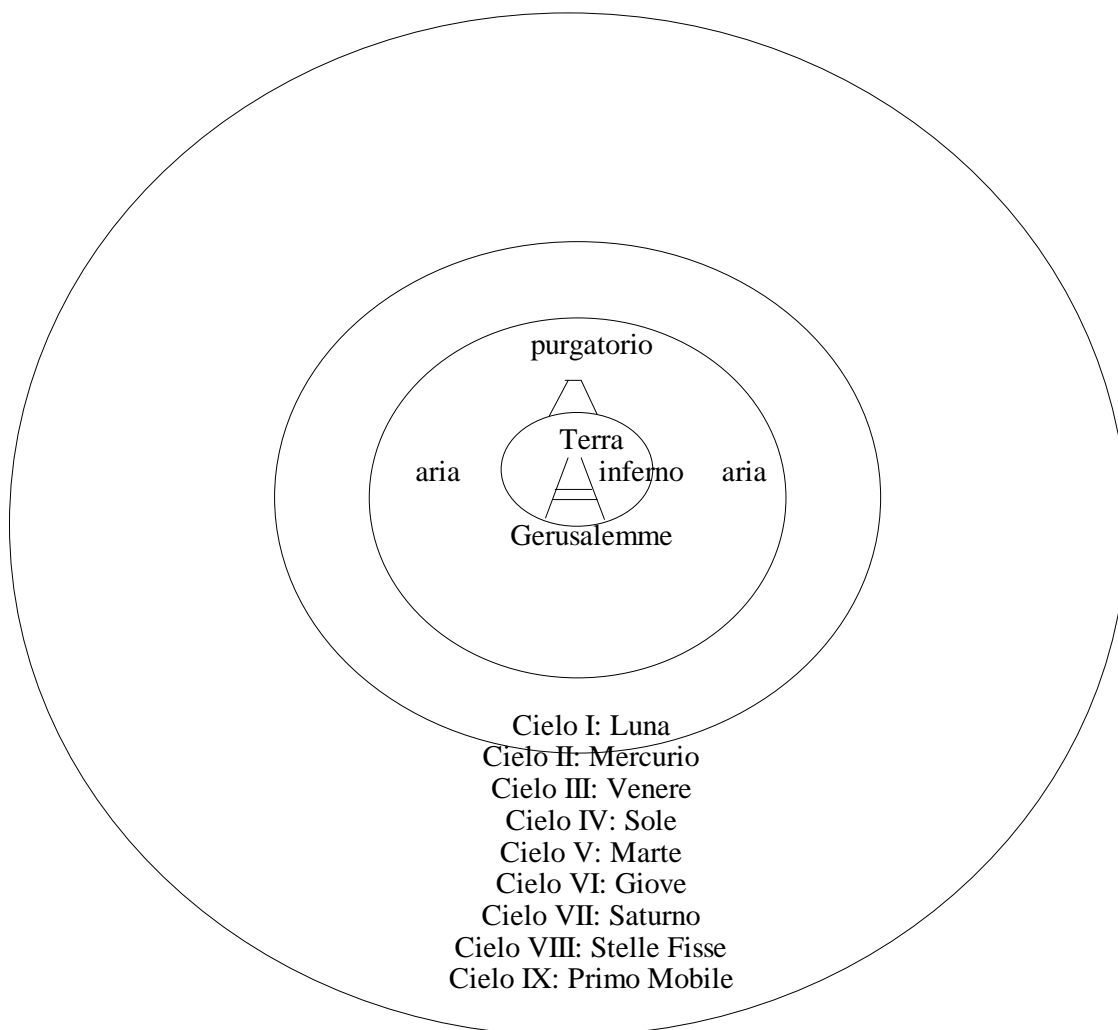 purgatorio
Terra
aria inferno aria
Gerusalemme
Cielo I: Luna
Cielo II: Mercurio
Cielo III: Venere
Cielo IV: Sole
Cielo V: Marte
Cielo VI: Giove
Cielo VII: Saturno
Cielo VIII: Stelle Fisse
Cielo IX: Primo Mobile